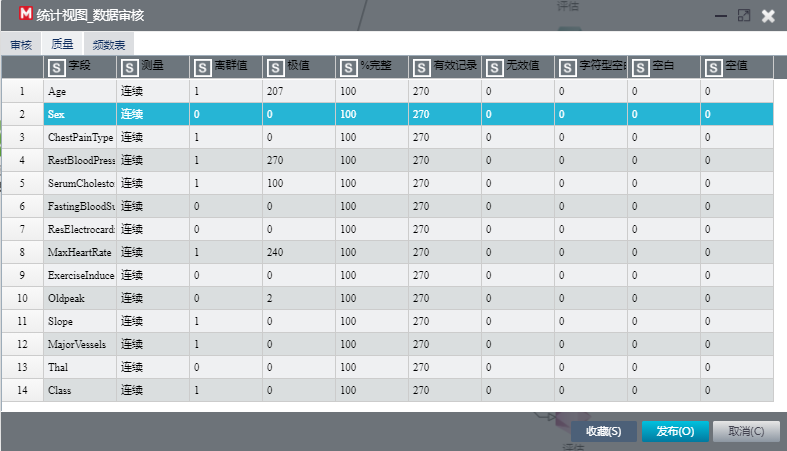 评估
M 统计视图_数据审核
审核 质量 频数表
S 字段 S 测量 S 离群值 S 极值 S %完整 S 有效记录 S 无效值 S 字符型空白 S 空白 S 空值
1 Age 连续 1 207 100 270 0 0 0 0
2 Sex 连续 0 0 100 270 0 0 0 0
3 ChestPainType 连续 1 0 100 270 0 0 0 0
4 RestBloodPress 连续 1 270 100 270 0 0 0 0
5 SerumCholesto 连续 1 100 100 270 0 0 0 0
6 FastingBloodSu 连续 0 0 100 270 0 0 0 0
7 ResElectrocard 连续 0 0 100 270 0 0 0 0
8 MaxHeartRate 连续 1 240 100 270 0 0 0 0
9 ExerciseInduce 连续 0 0 100 270 0 0 0 0
10 Oldpeak 连续 0 2 100 270 0 0 0 0
11 Slope 连续 1 0 100 270 0 0 0 0
12 MajorVessels 连续 1 0 100 270 0 0 0 0
13 Thal 连续 0 0 100 270 0 0 0 0
14 Class 连续 1 0 100 270 0 0 0 0
收藏(S) 发布(O) 取消(C)
评估